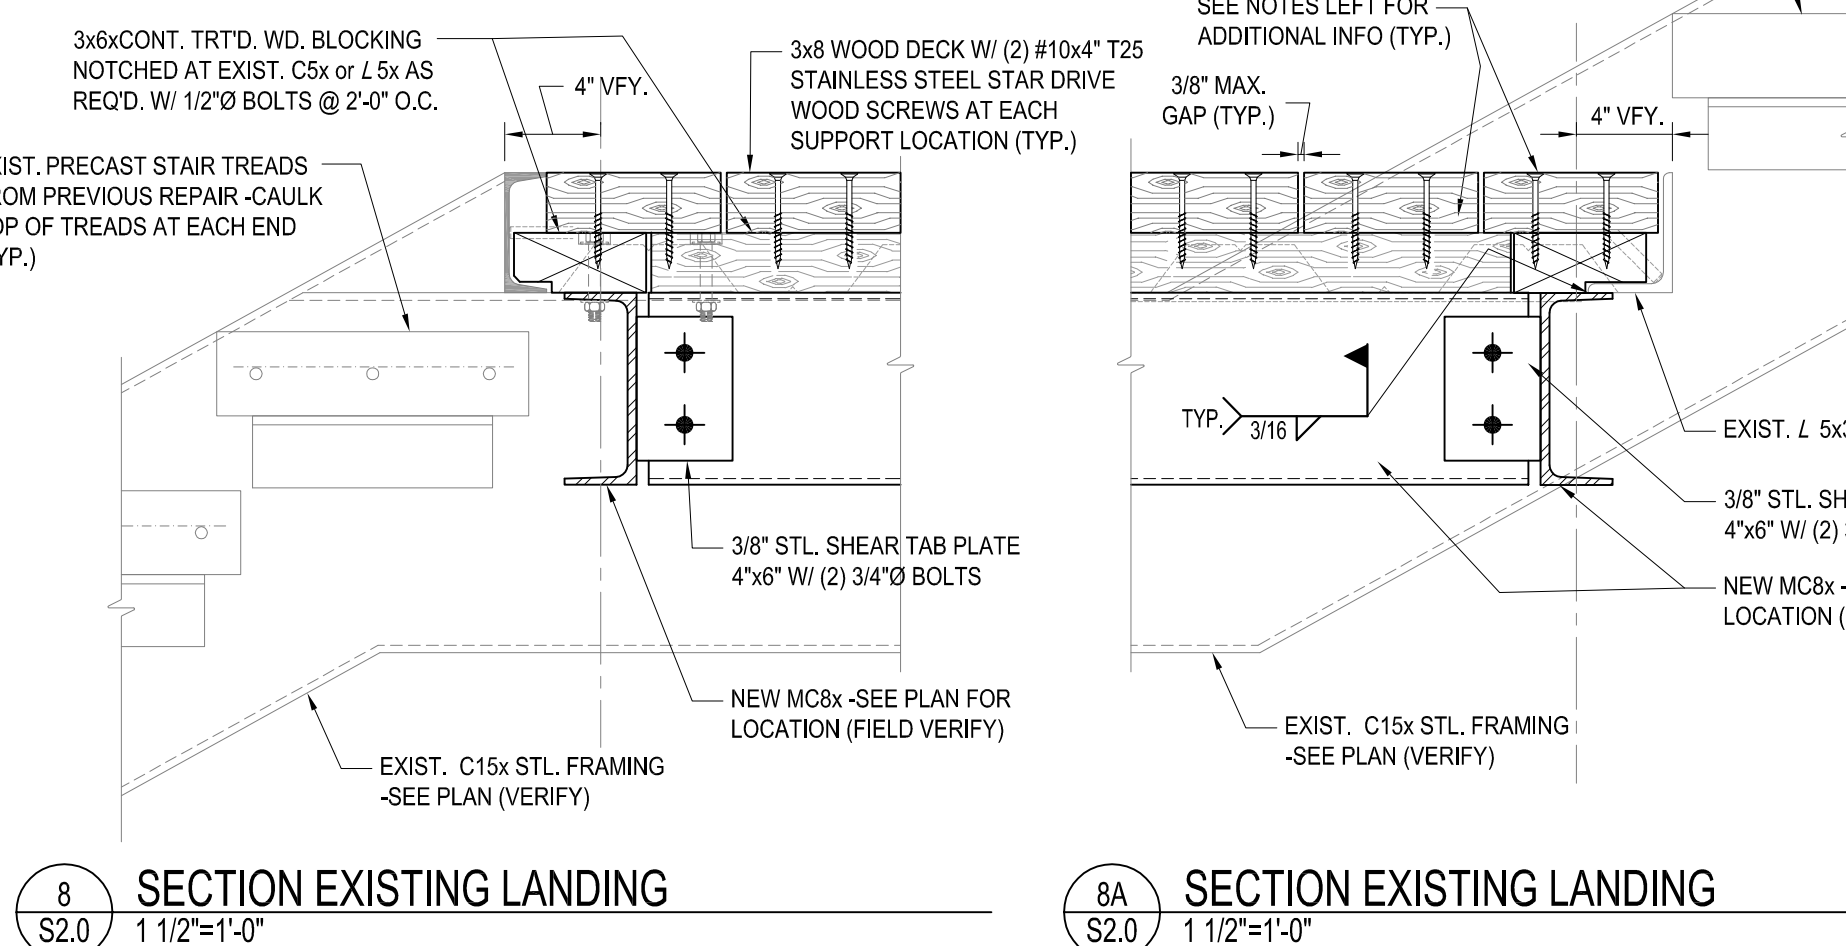 3x6xCONT. TRT'D. WD. BLOCKING
NOTCHED AT EXIST. C5x or L 5x AS
REQ'D. W/ 1/2"Ø BOLTS @ 2'-0" O.C.
4" VFY.
3x8 WOOD DECK W/ (2) #10x4" T25
STAINLESS STEEL STAR DRIVE
WOOD SCREWS AT EACH
SUPPORT LOCATION (TYP.)
XIST. PRECAST STAIR TREADS
ROM PREVIOUS REPAIR -CAULK
OP OF TREADS AT EACH END
YP.)
3/8" STL. SHEAR TAB PLATE
4"x6" W/ (2) 3/4"Ø BOLTS
NEW MC8x -SEE PLAN FOR
LOCATION (FIELD VERIFY)
EXIST. C15x STL. FRAMING
-SEE PLAN (VERIFY)
8
S2.0
SECTION EXISTING LANDING
1 1/2"=1'-0"
SEE NOTES LEFT FOR
ADDITIONAL INFO (TYP.)
3/8" MAX.
GAP (TYP.)
4" VFY.
TYP.
3/16
EXIST. L 5x3
3/8" STL. SH
4"x6" W/ (2)
NEW MC8x -
LOCATION (
EXIST. C15x STL. FRAMING
-SEE PLAN (VERIFY)
8A
S2.0
SECTION EXISTING LANDING
1 1/2"=1'-0"